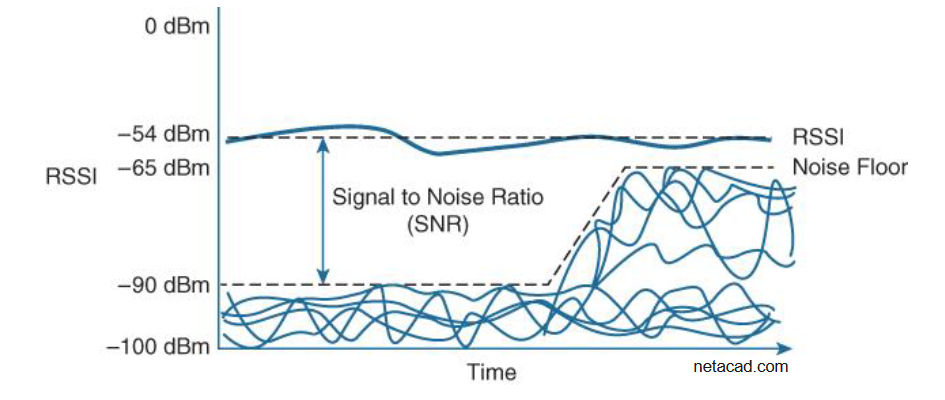 0 dBm
−54 dBm
RSSI
−65 dBm
Noise Floor
RSSI
Signal to Noise Ratio
(SNR)
−90 dBm
−100 dBm
Time
netacad.com